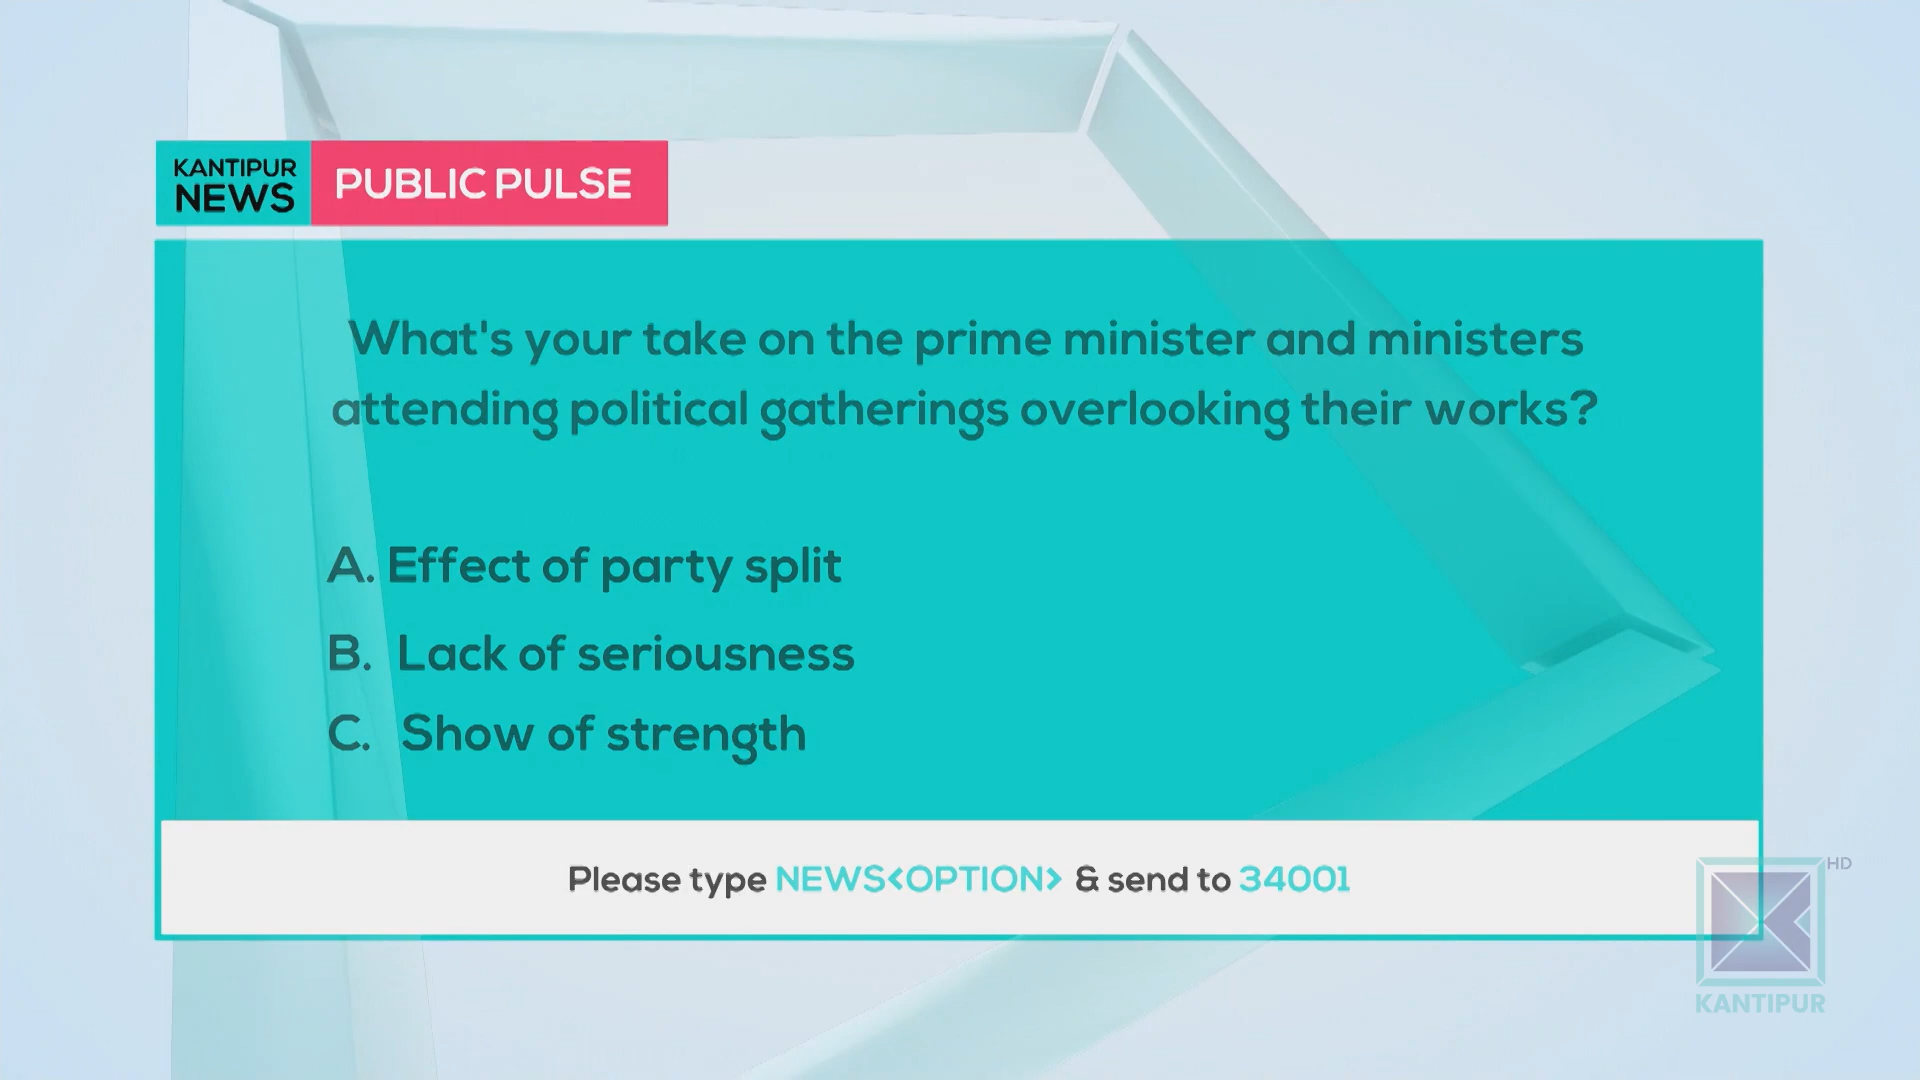 KANTIPUR
NEWS
PUBLIC PULSE
What's your take on the prime minister and ministers
attending political gatherings overlooking their works?
A. Effect of party split
B. Lack of seriousness
C. Show of strength
Please type NEWS<OPTION> & send to 34001
HD
KANTIPUR